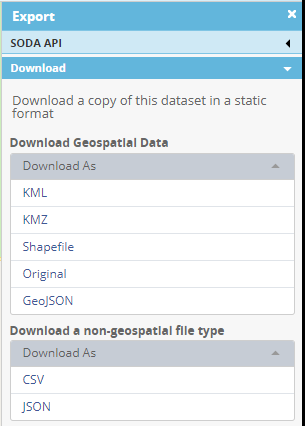 Export
SODA API
Download
Download a copy of this dataset in a static
format
Download Geospatial Data
Download As
KML
KMZ
Shapefile
Original
GeoJSON
Download a non-geospatial file type
Download As
CSV
JSON